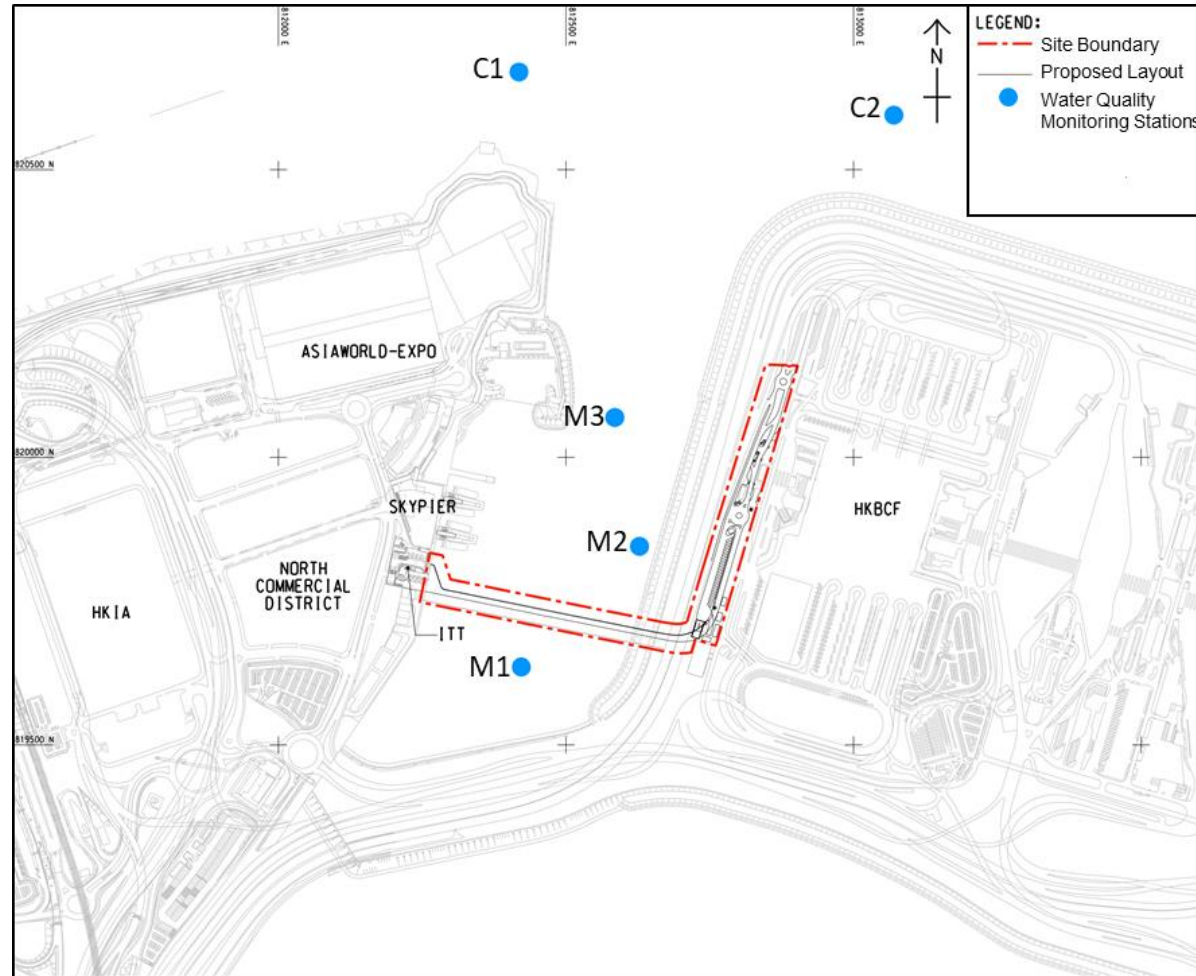 812000 E
812500 E
813000 E
LEGEND:
Site Boundary
Proposed Layout
Water Quality
Monitoring Stations
N
C1
C2
820500 N
ASIAWORLD-EXPO
M3
820000 N
SKYPIER
HKBCF
M2
NORTH
COMMERCIAL
DISTRICT
HKIA
ITT
M1
819500 N